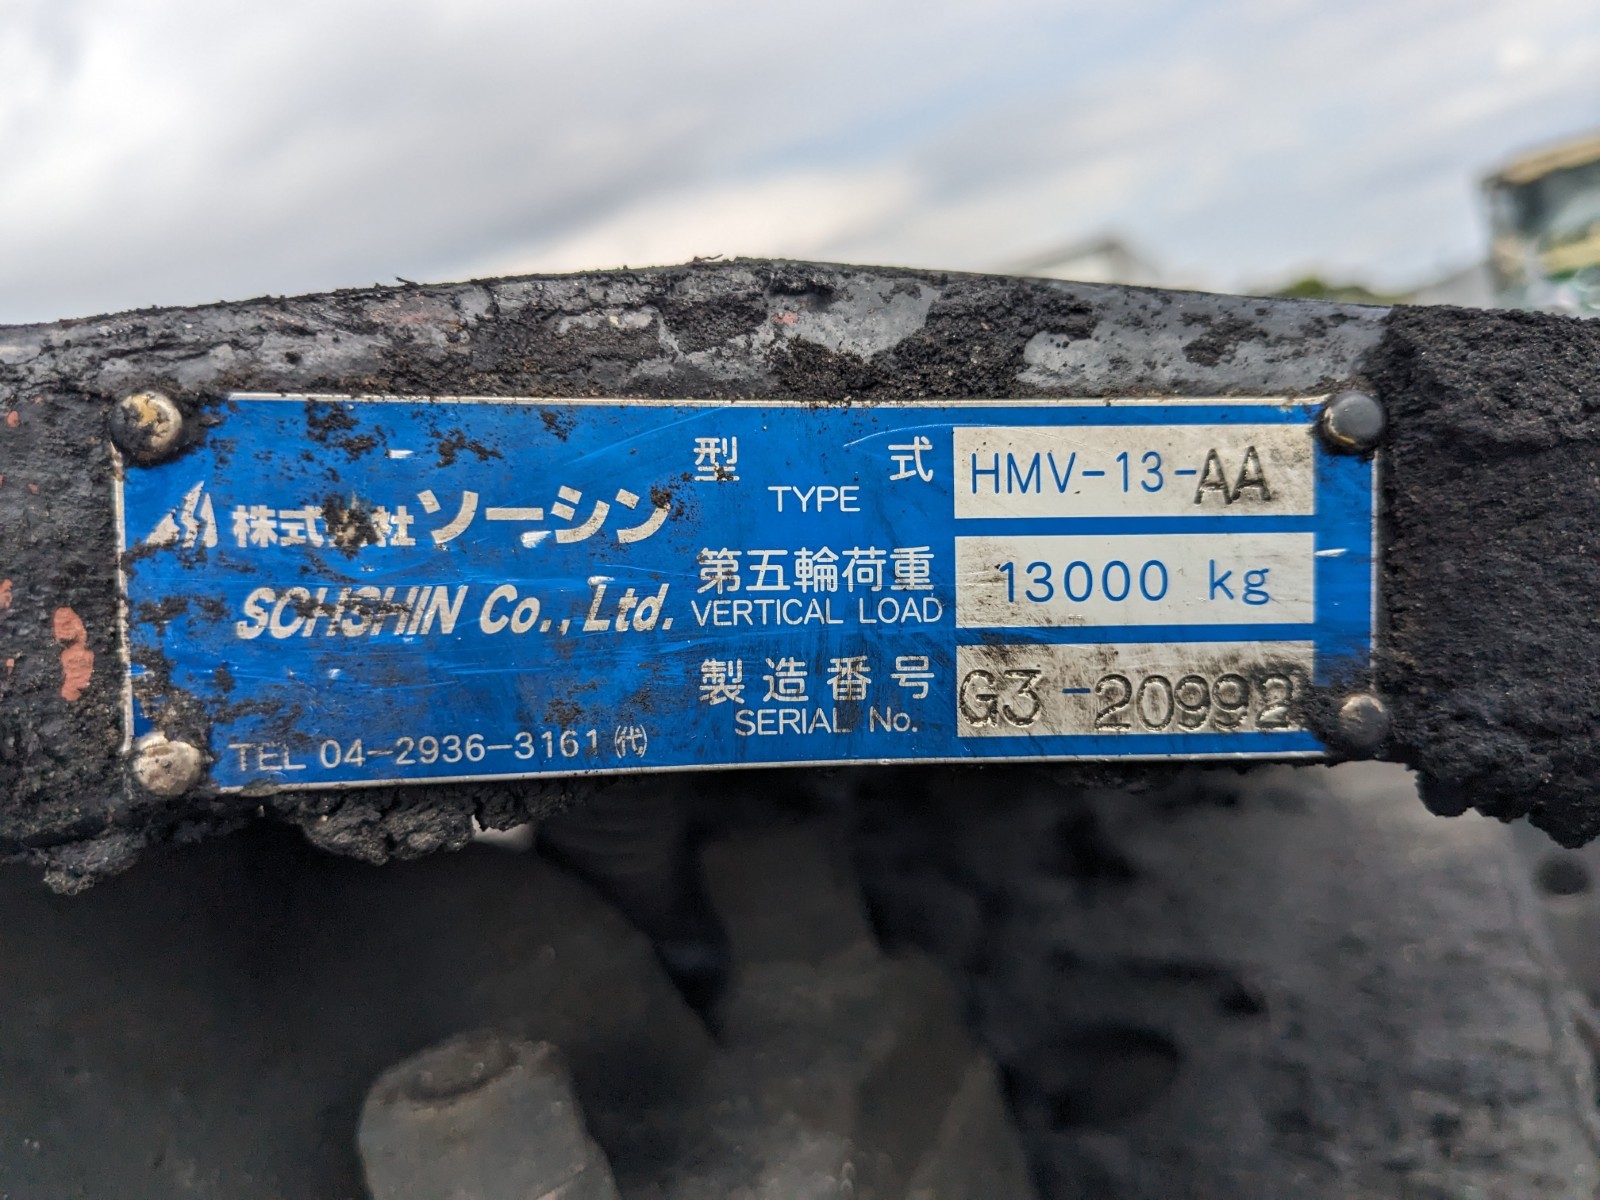 株式会社ソーシン
SOHSHIN Co., Ltd.
TEL 04-2936-3161 ㈹
型 式 HMV-13-AA
TYPE
第五輪荷重 13000 kg
VERTICAL LOAD
製造番号 G3-20992
SERIAL No.